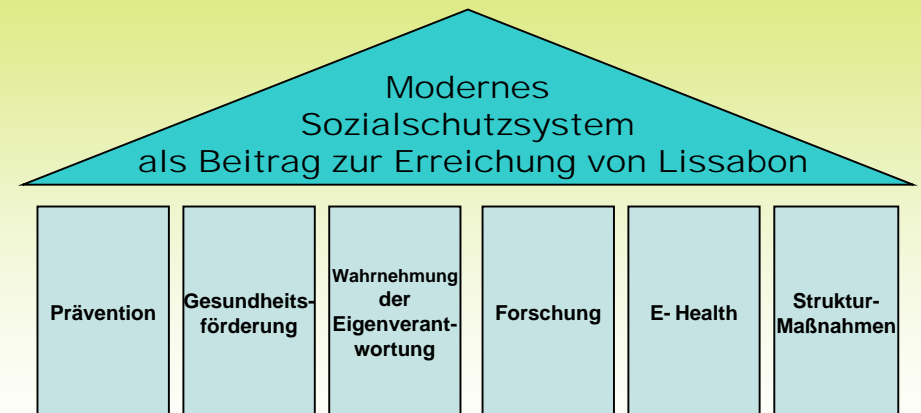 Modernes
Sozialschutzsystem
als Beitrag zur Erreichung von Lissabon
Prävention
Gesundheits-
förderung
Wahrnehmung
der
Eigenverant-
wortung
Forschung
E- Health
Struktur-
Maßnahmen